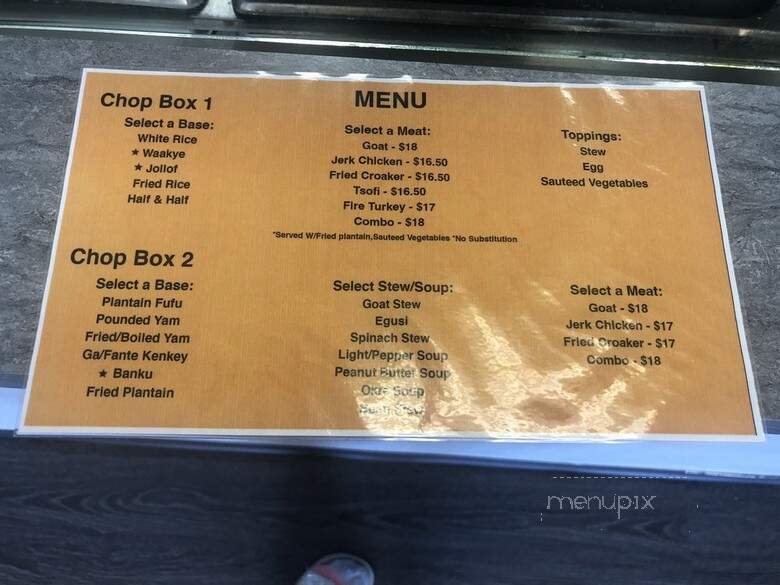 Chop Box 1
Select a Base:
White Rice
★ Waakye
★ Jollof
Fried Rice
Half & Half
MENU
Select a Meat:
Goat - $18
Jerk Chicken - $16.50
Fried Croaker - $16.50
Tsofi - $16.50
Fire Turkey - $17
Combo - $18
Toppings:
Stew
Egg
Sauteed Vegetables
*Served W/Fried plantain,Sauteed Vegetables *No Substitution
Chop Box 2
Select a Base:
Plantain Fufu
Pounded Yam
Fried/Boiled Yam
Ga/Fante Kenkey
★ Banku
Fried Plantain
Select Stew/Soup:
Goat Stew
Egusi
Spinach Stew
Light/Pepper Soup
Peanut Butter Soup
Okra Soup
Select a Meat:
Goat - $18
Jerk Chicken - $17
Fried Croaker - $17
Combo - $18
menupix